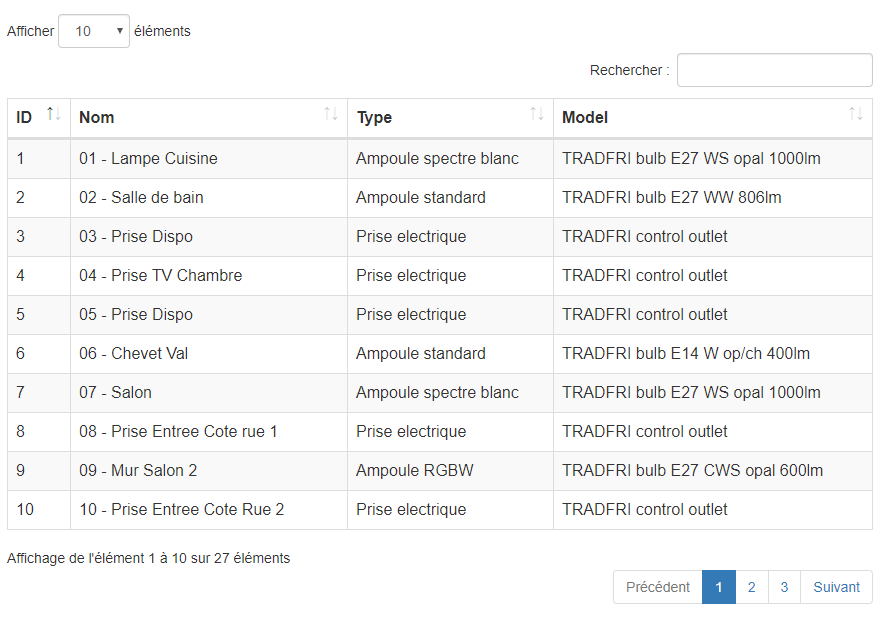 Afficher 10 éléments
Rechercher :
ID Nom Type Model
1 01 - Lampe Cuisine Ampoule spectre blanc TRADFRI bulb E27 WS opal 1000lm
2 02 - Salle de bain Ampoule standard TRADFRI bulb E27 WW 806lm
3 03 - Prise Dispo Prise electrique TRADFRI control outlet
4 04 - Prise TV Chambre Prise electrique TRADFRI control outlet
5 05 - Prise Dispo Prise electrique TRADFRI control outlet
6 06 - Chevet Val Ampoule standard TRADFRI bulb E14 W op/ch 400lm
7 07 - Salon Ampoule spectre blanc TRADFRI bulb E27 WS opal 1000lm
8 08 - Prise Entree Cote rue 1 Prise electrique TRADFRI control outlet
9 09 - Mur Salon 2 Ampoule RGBW TRADFRI bulb E27 CWS opal 600lm
10 10 - Prise Entree Cote Rue 2 Prise electrique TRADFRI control outlet
Affichage de l'élément 1 à 10 sur 27 éléments
Précédent 1 2 3 Suivant